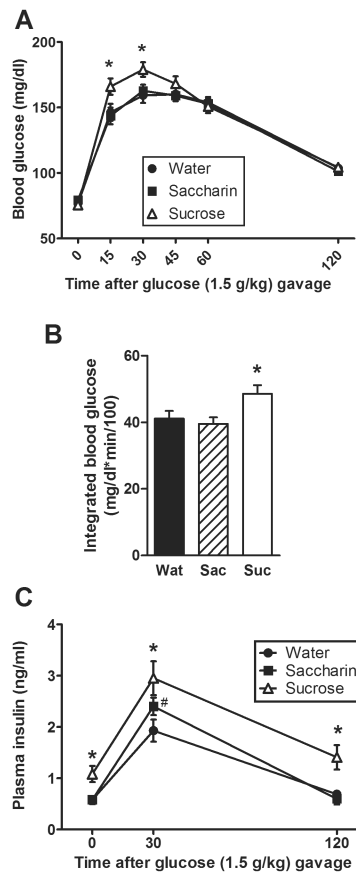 A
Blood glucose (mg/dl)
200
150
100
50
*
*
Water
Saccharin
Sucrose
0
15
30
45
60
120
Time after glucose (1.5 g/kg) gavage
B
Integrated blood glucose
(mg/dl*min/100)
60
40
20
0
*
Wat
Sac
Suc
C
Plasma insulin (ng/ml)
4
3
2
1
0
*
*
#
*
Water
Saccharin
Sucrose
0
30
120
Time after glucose (1.5 g/kg) gavage